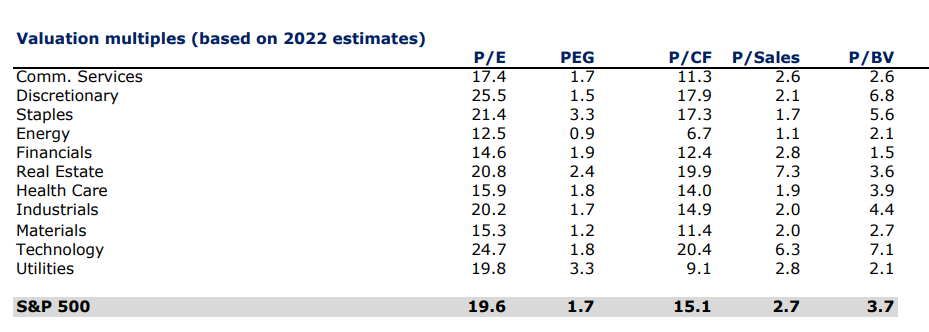 Valuation multiples (based on 2022 estimates)
P/E PEG P/CF P/Sales P/BV
Comm. Services 17.4 1.7 11.3 2.6 2.6
Discretionary 25.5 1.5 17.9 2.1 6.8
Staples 21.4 3.3 17.3 1.7 5.6
Energy 12.5 0.9 6.7 1.1 2.1
Financials 14.6 1.9 12.4 2.8 1.5
Real Estate 20.8 2.4 19.9 7.3 3.6
Health Care 15.9 1.8 14.0 1.9 3.9
Industrials 20.2 1.7 14.9 2.0 4.4
Materials 15.3 1.2 11.4 2.0 2.7
Technology 24.7 1.8 20.4 6.3 7.1
Utilities 19.8 3.3 9.1 2.8 2.1
S&P 500 19.6 1.7 15.1 2.7 3.7